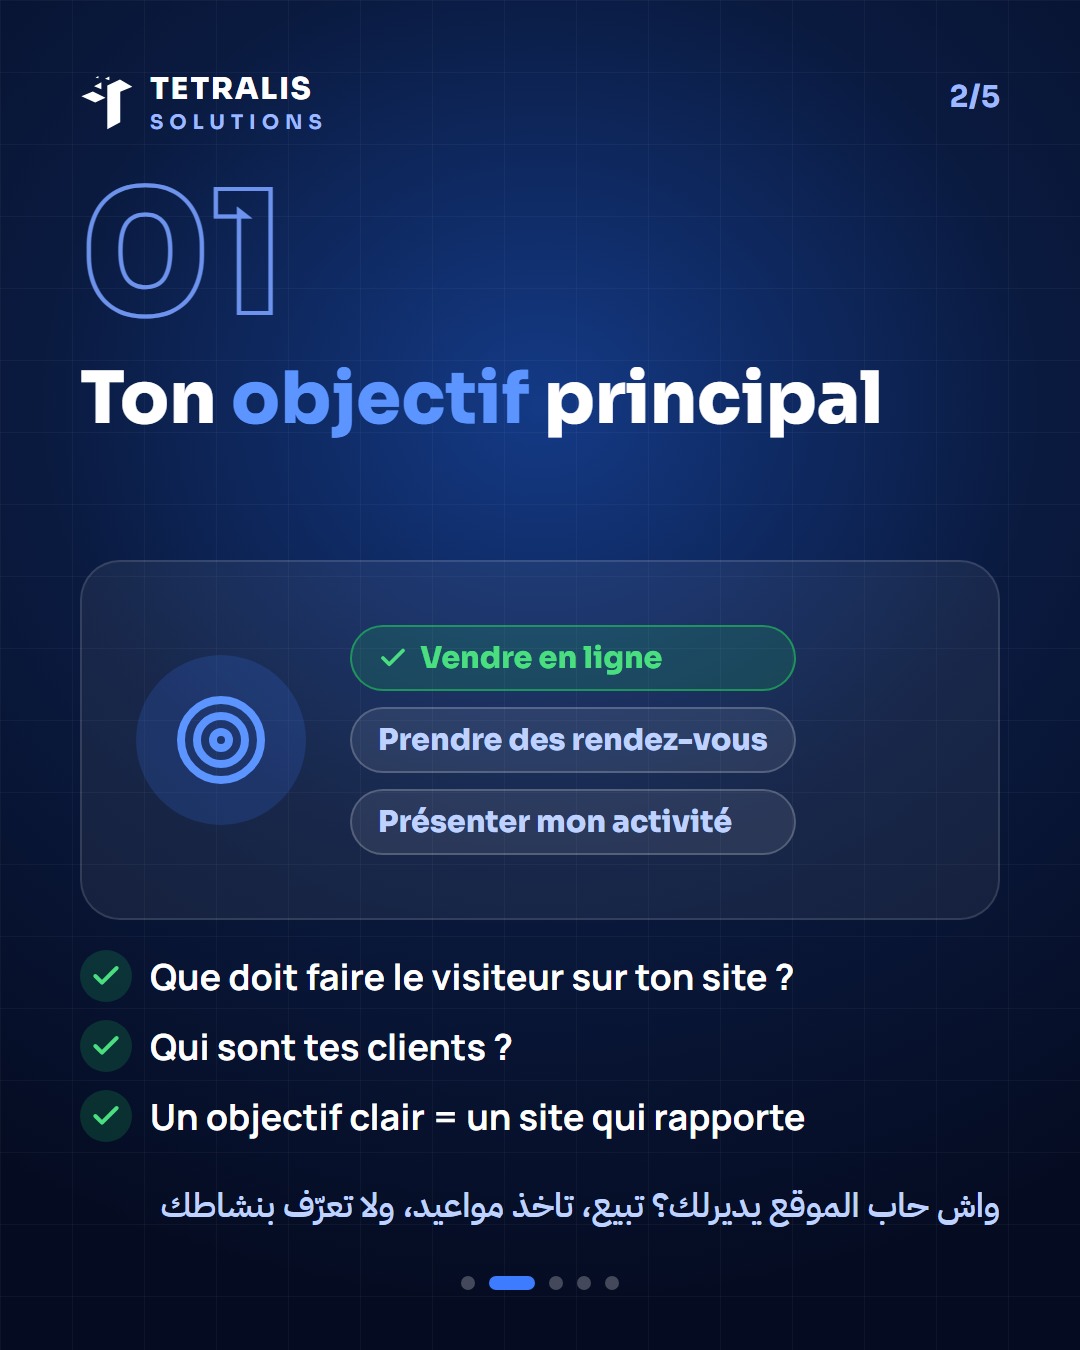 TETRALIS
SOLUTIONS
2/5
01
Ton objectif principal
Vendre en ligne
Prendre des rendez-vous
Présenter mon activité
Que doit faire le visiteur sur ton site ?
Qui sont tes clients ?
Un objectif clair = un site qui rapporte
واش حاب الموقع يديرلك؟ تبيع، تاخذ مواعيد، ولا تعرّف بنشاطك